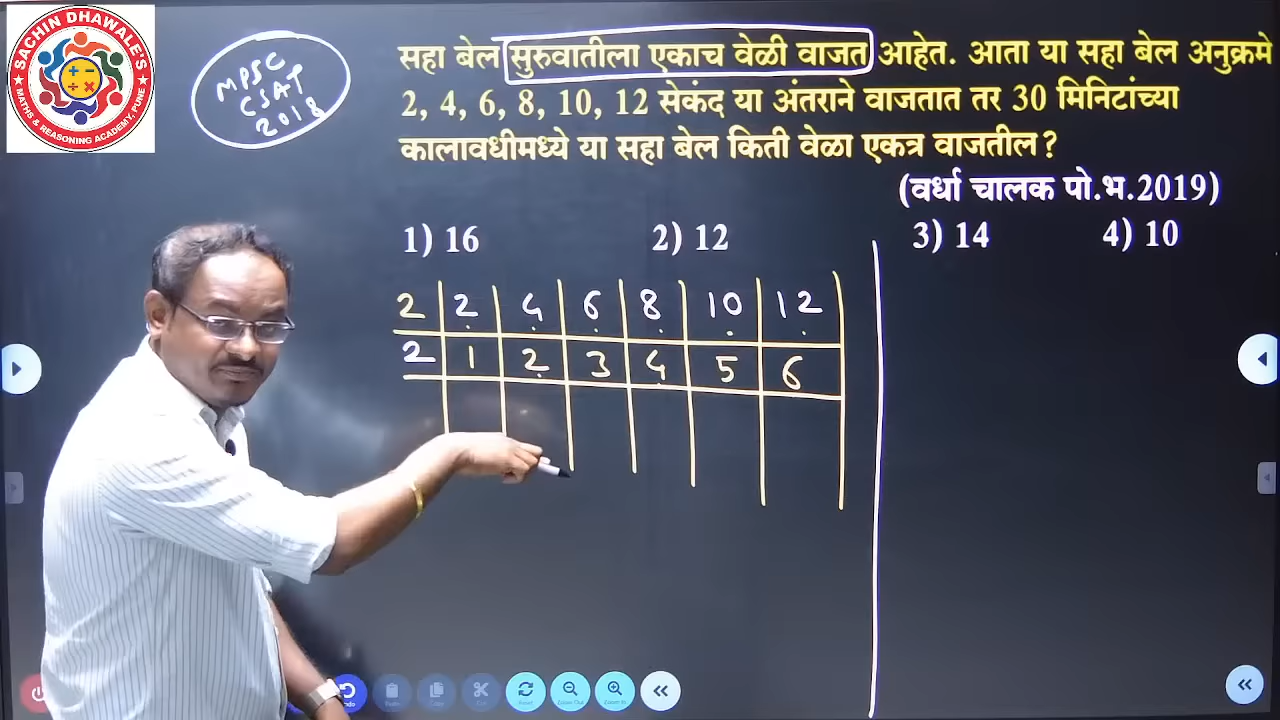 SACHIN DHAWALE'S
MATHS & REASONING ACADEMY, PUNE
MPSC
CSAT
2018
सहा बेल सुरुवातीला एकाच वेळी वाजत आहेत. आता या सहा बेल अनुक्रमे
2, 4, 6, 8, 10, 12 सेकंद या अंतराने वाजतात तर 30 मिनिटांच्या
कालावधीमध्ये या सहा बेल किती वेळा एकत्र वाजतील?
(वर्धा चालक पो.भ.2019)
1) 16 2) 12 3) 14 4) 10
2 2 4 6 8 10 12
2 1 2 3 4 5 6